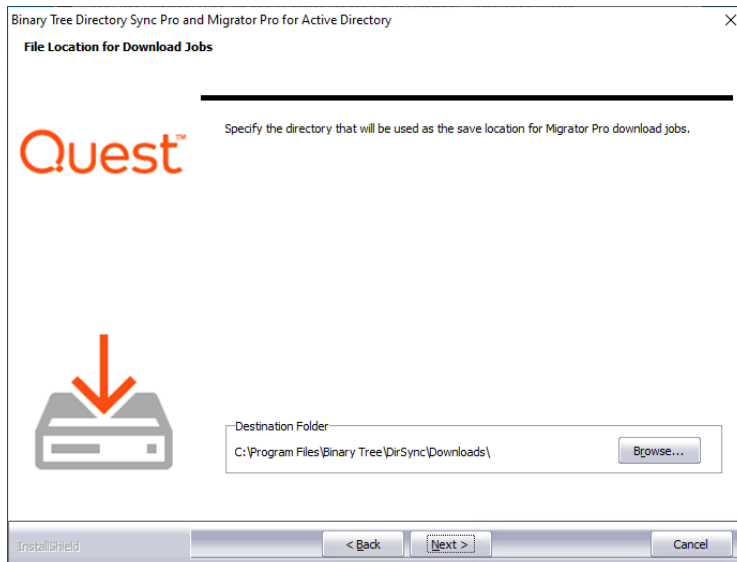 Binary Tree Directory Sync Pro and Migrator Pro for Active Directory
File Location for Download Jobs
Specify the directory that will be used as the save location for Migrator Pro download jobs.
Quest™
Destination Folder
C:\Program Files\Binary Tree\DirSync\Downloads\
Browse...
InstallShield
< Back
Next >
Cancel